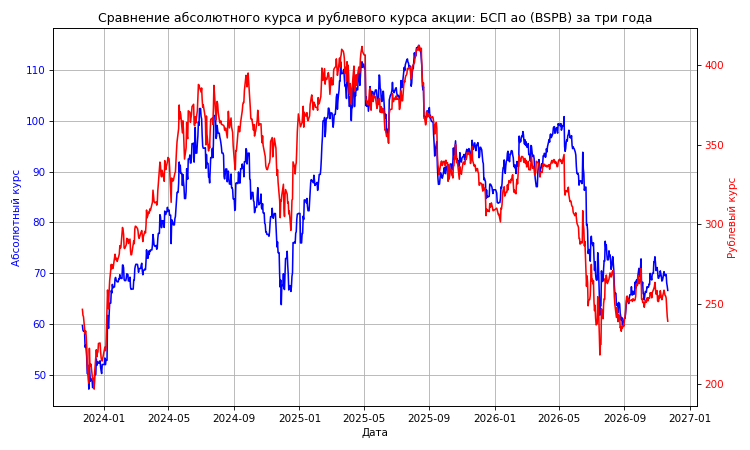 Сравнение абсолютного курса и рублевого курса акции: БСП ао (BSPB) за три года
110
100
90
80
70
60
50
Абсолютный курс
400
350
300
250
200
Рублевый курс
2024-01 2024-05 2024-09 2025-01 2025-05 2025-09 2026-01 2026-05 2026-09 2027-01
Дата